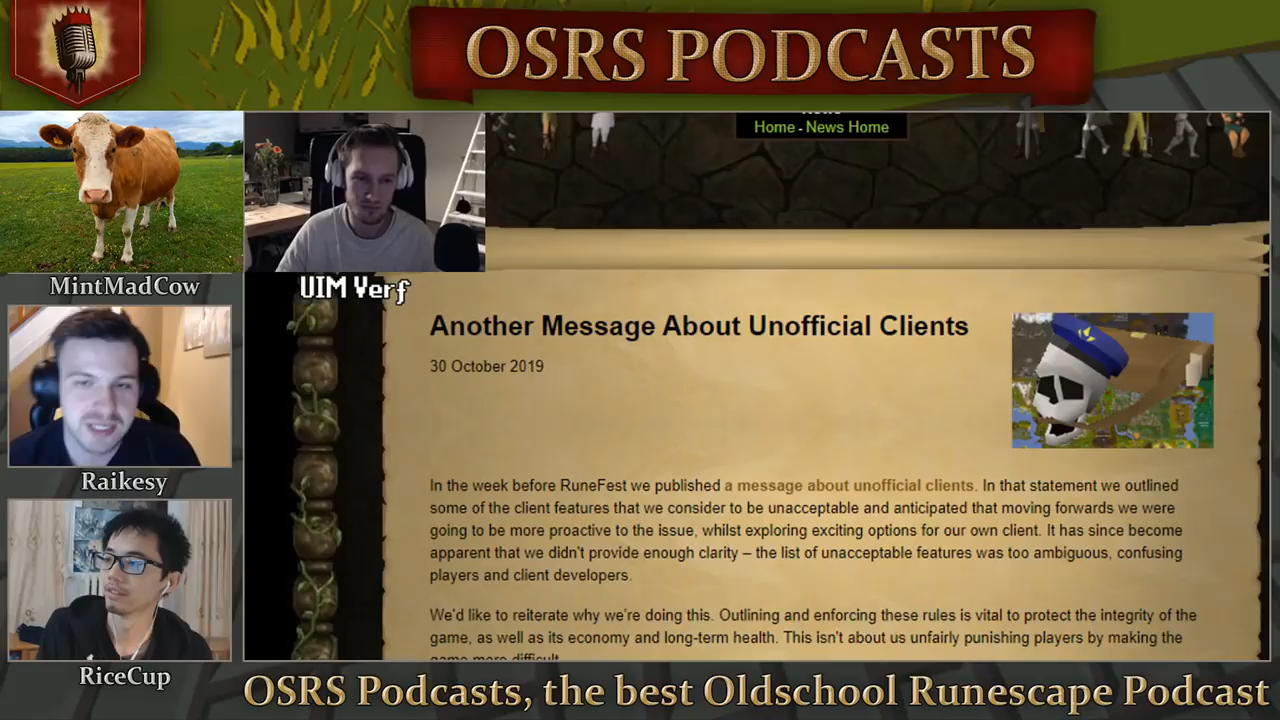 OSRS PODCASTS
Home - News Home
MintMadCow
UIM Verf
Another Message About Unofficial Clients
30 October 2019
Raikesy
In the week before RuneFest we published a message about unofficial clients. In that statement we outlined
some of the client features that we consider to be unacceptable and anticipated that moving forwards we were
going to be more proactive to the issue, whilst exploring exciting options for our own client. It has since become
apparent that we didn't provide enough clarity – the list of unacceptable features was too ambiguous, confusing
players and client developers.
We'd like to reiterate why we're doing this. Outlining and enforcing these rules is vital to protect the integrity of the
game, as well as its economy and long-term health. This isn't about us unfairly punishing players by making the
game more difficult.
RiceCup
OSRS Podcasts, the best Oldschool Runescape Podcast